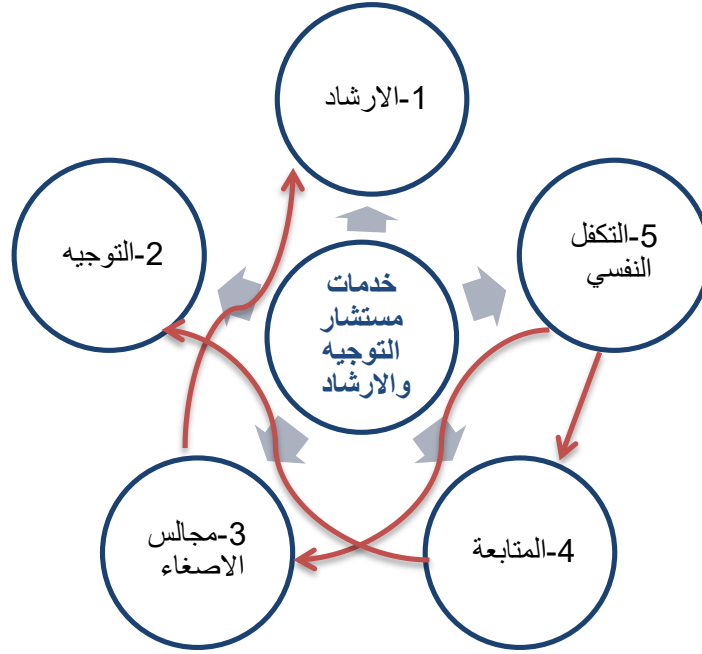 1-الارشاد
2-التوجيه
5-التكفل
النفسي
خدمات
مستشار
التوجيه
والارشاد
3-مجالس
الاصغاء
4-المتابعة